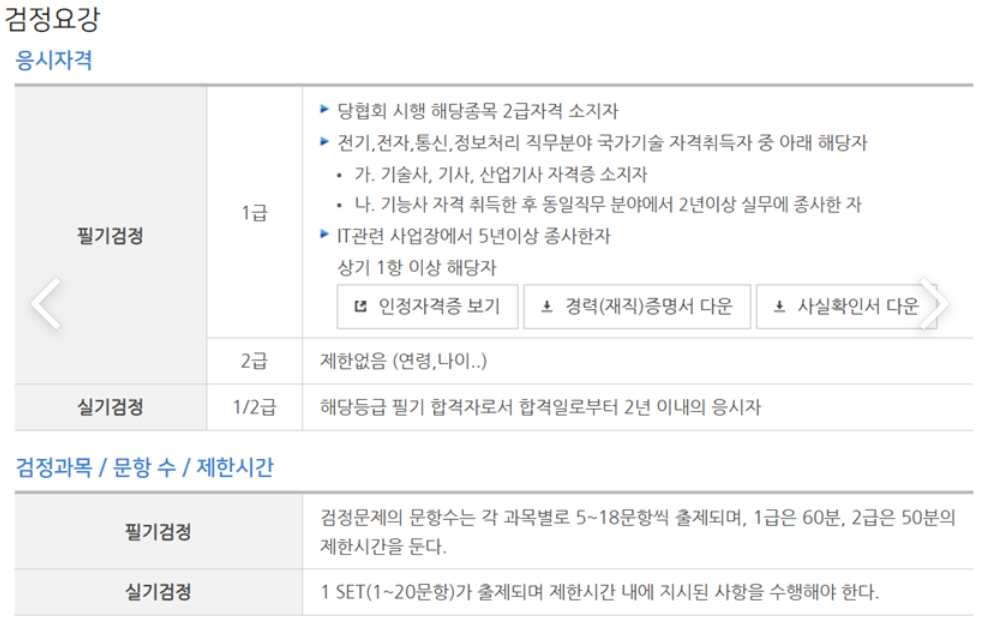 검정요강
응시자격
필기검정
1급
당협회 시행 해당종목 2급자격 소지자
전기,전자,통신,정보처리 직무분야 국가기술 자격취득자 중 아래 해당자
• 가. 기술사, 기사, 산업기사 자격증 소지자
• 나. 기능사 자격 취득한 후 동일직무 분야에서 2년이상 실무에 종사한 자
IT관련 사업장에서 5년이상 종사한자
상기 1항 이상 해당자
인정자격증 보기 경력(재직)증명서 다운 사실확인서 다운
2급 제한없음 (연령,나이..)
실기검정 1/2급 해당등급 필기 합격자로서 합격일로부터 2년 이내의 응시자
검정과목 / 문항 수 / 제한시간
필기검정
검정문제의 문항수는 각 과목별로 5~18문항씩 출제되며, 1급은 60분, 2급은 50분의
제한시간을 둔다.
실기검정 1 SET(1~20문항)가 출제되며 제한시간 내에 지시된 사항을 수행해야 한다.